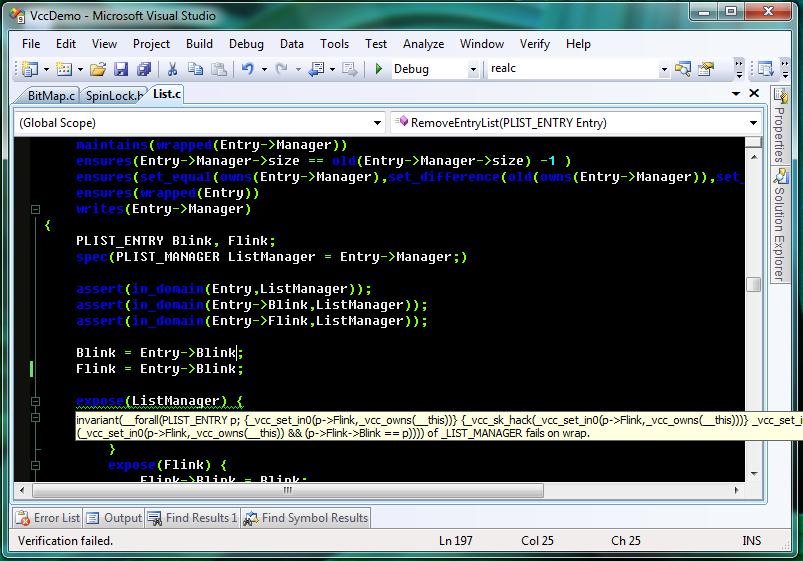 VccDemo - Microsoft Visual Studio
File Edit View Project Build Debug Data Tools Test Analyze Window Verify Help
Debug realc
BitMap.c SpinLock.h List.c
(Global Scope) RemoveEntryList(PLIST_ENTRY Entry)
maintains(wrapped(Entry->Manager))
ensures(Entry->Manager->size == old(Entry->Manager->size) -1 )
ensures(set_equal(owns(Entry->Manager),set_difference(old(owns(Entry->Manager)),set_
ensures(wrapped(Entry))
writes(Entry->Manager)
{
PLIST_ENTRY Blink, Flink;
spec(PLIST_MANAGER ListManager = Entry->Manager;)
assert(in_domain(Entry,ListManager));
assert(in_domain(Entry->Blink,ListManager));
assert(in_domain(Entry->Flink,ListManager));
Blink = Entry->Blink;
Flink = Entry->Blink;
expose(ListManager) {
invariant(__forall(PLIST_ENTRY p; {_vcc_set_in0(p->Flink,_vcc_owns(__this))} {_vcc_sk_hack(_vcc_set_in0(p->Flink,_vcc_owns(__this)))} _vcc_set_in
(_vcc_set_in0(p->Flink,_vcc_owns(__this)) && (p->Flink->Blink == p)))) of _LIST_MANAGER fails on wrap.
}
expose(Flink) {
Flink->Blink = Blink;
Error List Output Find Results 1 Find Symbol Results
Verification failed. Ln 197 Col 25 Ch 25 INS
Properties
Solution Explorer